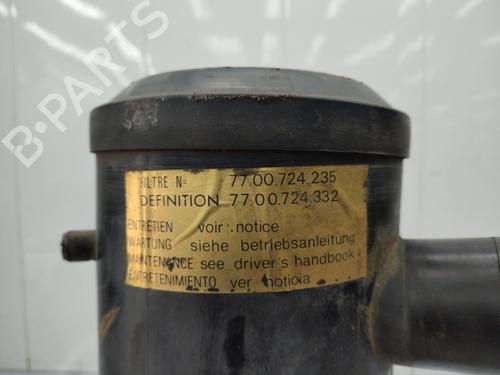 B-PARTS
FILTRE N= 77.00.724.235
DEFINITION 77.00.724.332
ENTRETIEN voir notice
WARTUNG siehe betriebsanleitung
MAINTENANCE see driver's handbook
ENTRETENIMIENTO ver noticia